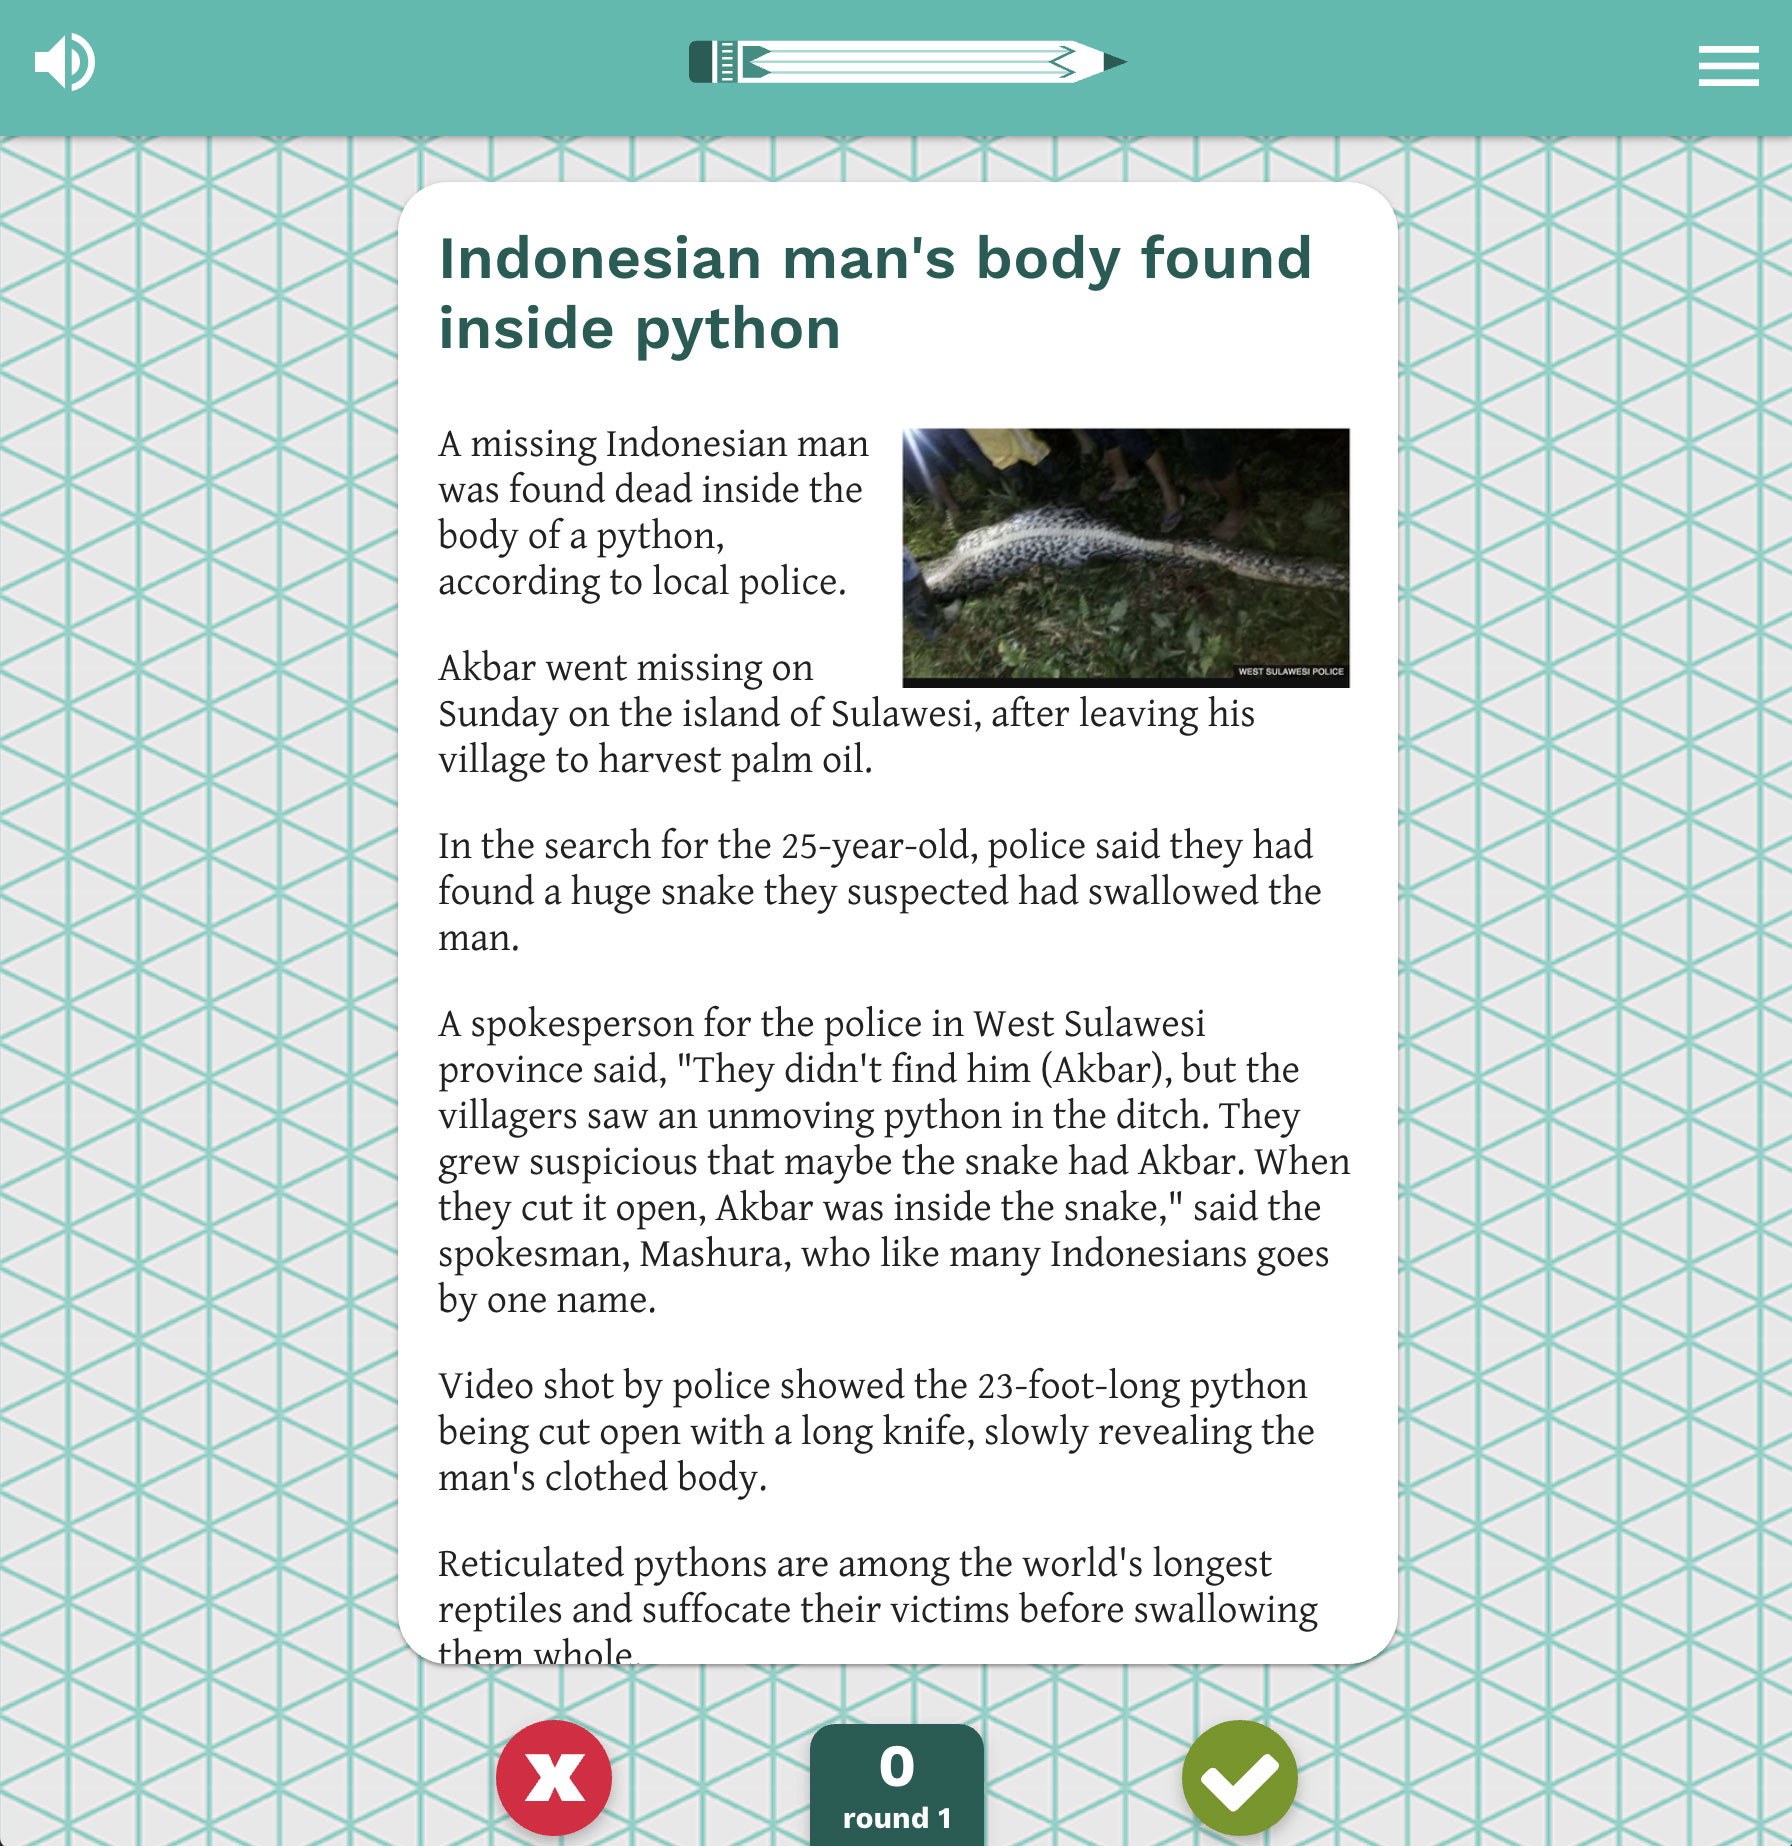 Indonesian man's body found
inside python
A missing Indonesian man
was found dead inside the
body of a python,
according to local police.
WEST SULAWESI POLICE
Akbar went missing on
Sunday on the island of Sulawesi, after leaving his
village to harvest palm oil.
In the search for the 25-year-old, police said they had
found a huge snake they suspected had swallowed the
man.
A spokesperson for the police in West Sulawesi
province said, "They didn't find him (Akbar), but the
villagers saw an unmoving python in the ditch. They
grew suspicious that maybe the snake had Akbar. When
they cut it open, Akbar was inside the snake," said the
spokesman, Mashura, who like many Indonesians goes
by one name.
Video shot by police showed the 23-foot-long python
being cut open with a long knife, slowly revealing the
man's clothed body.
Reticulated pythons are among the world's longest
reptiles and suffocate their victims before swallowing
them whole.
0
round 1